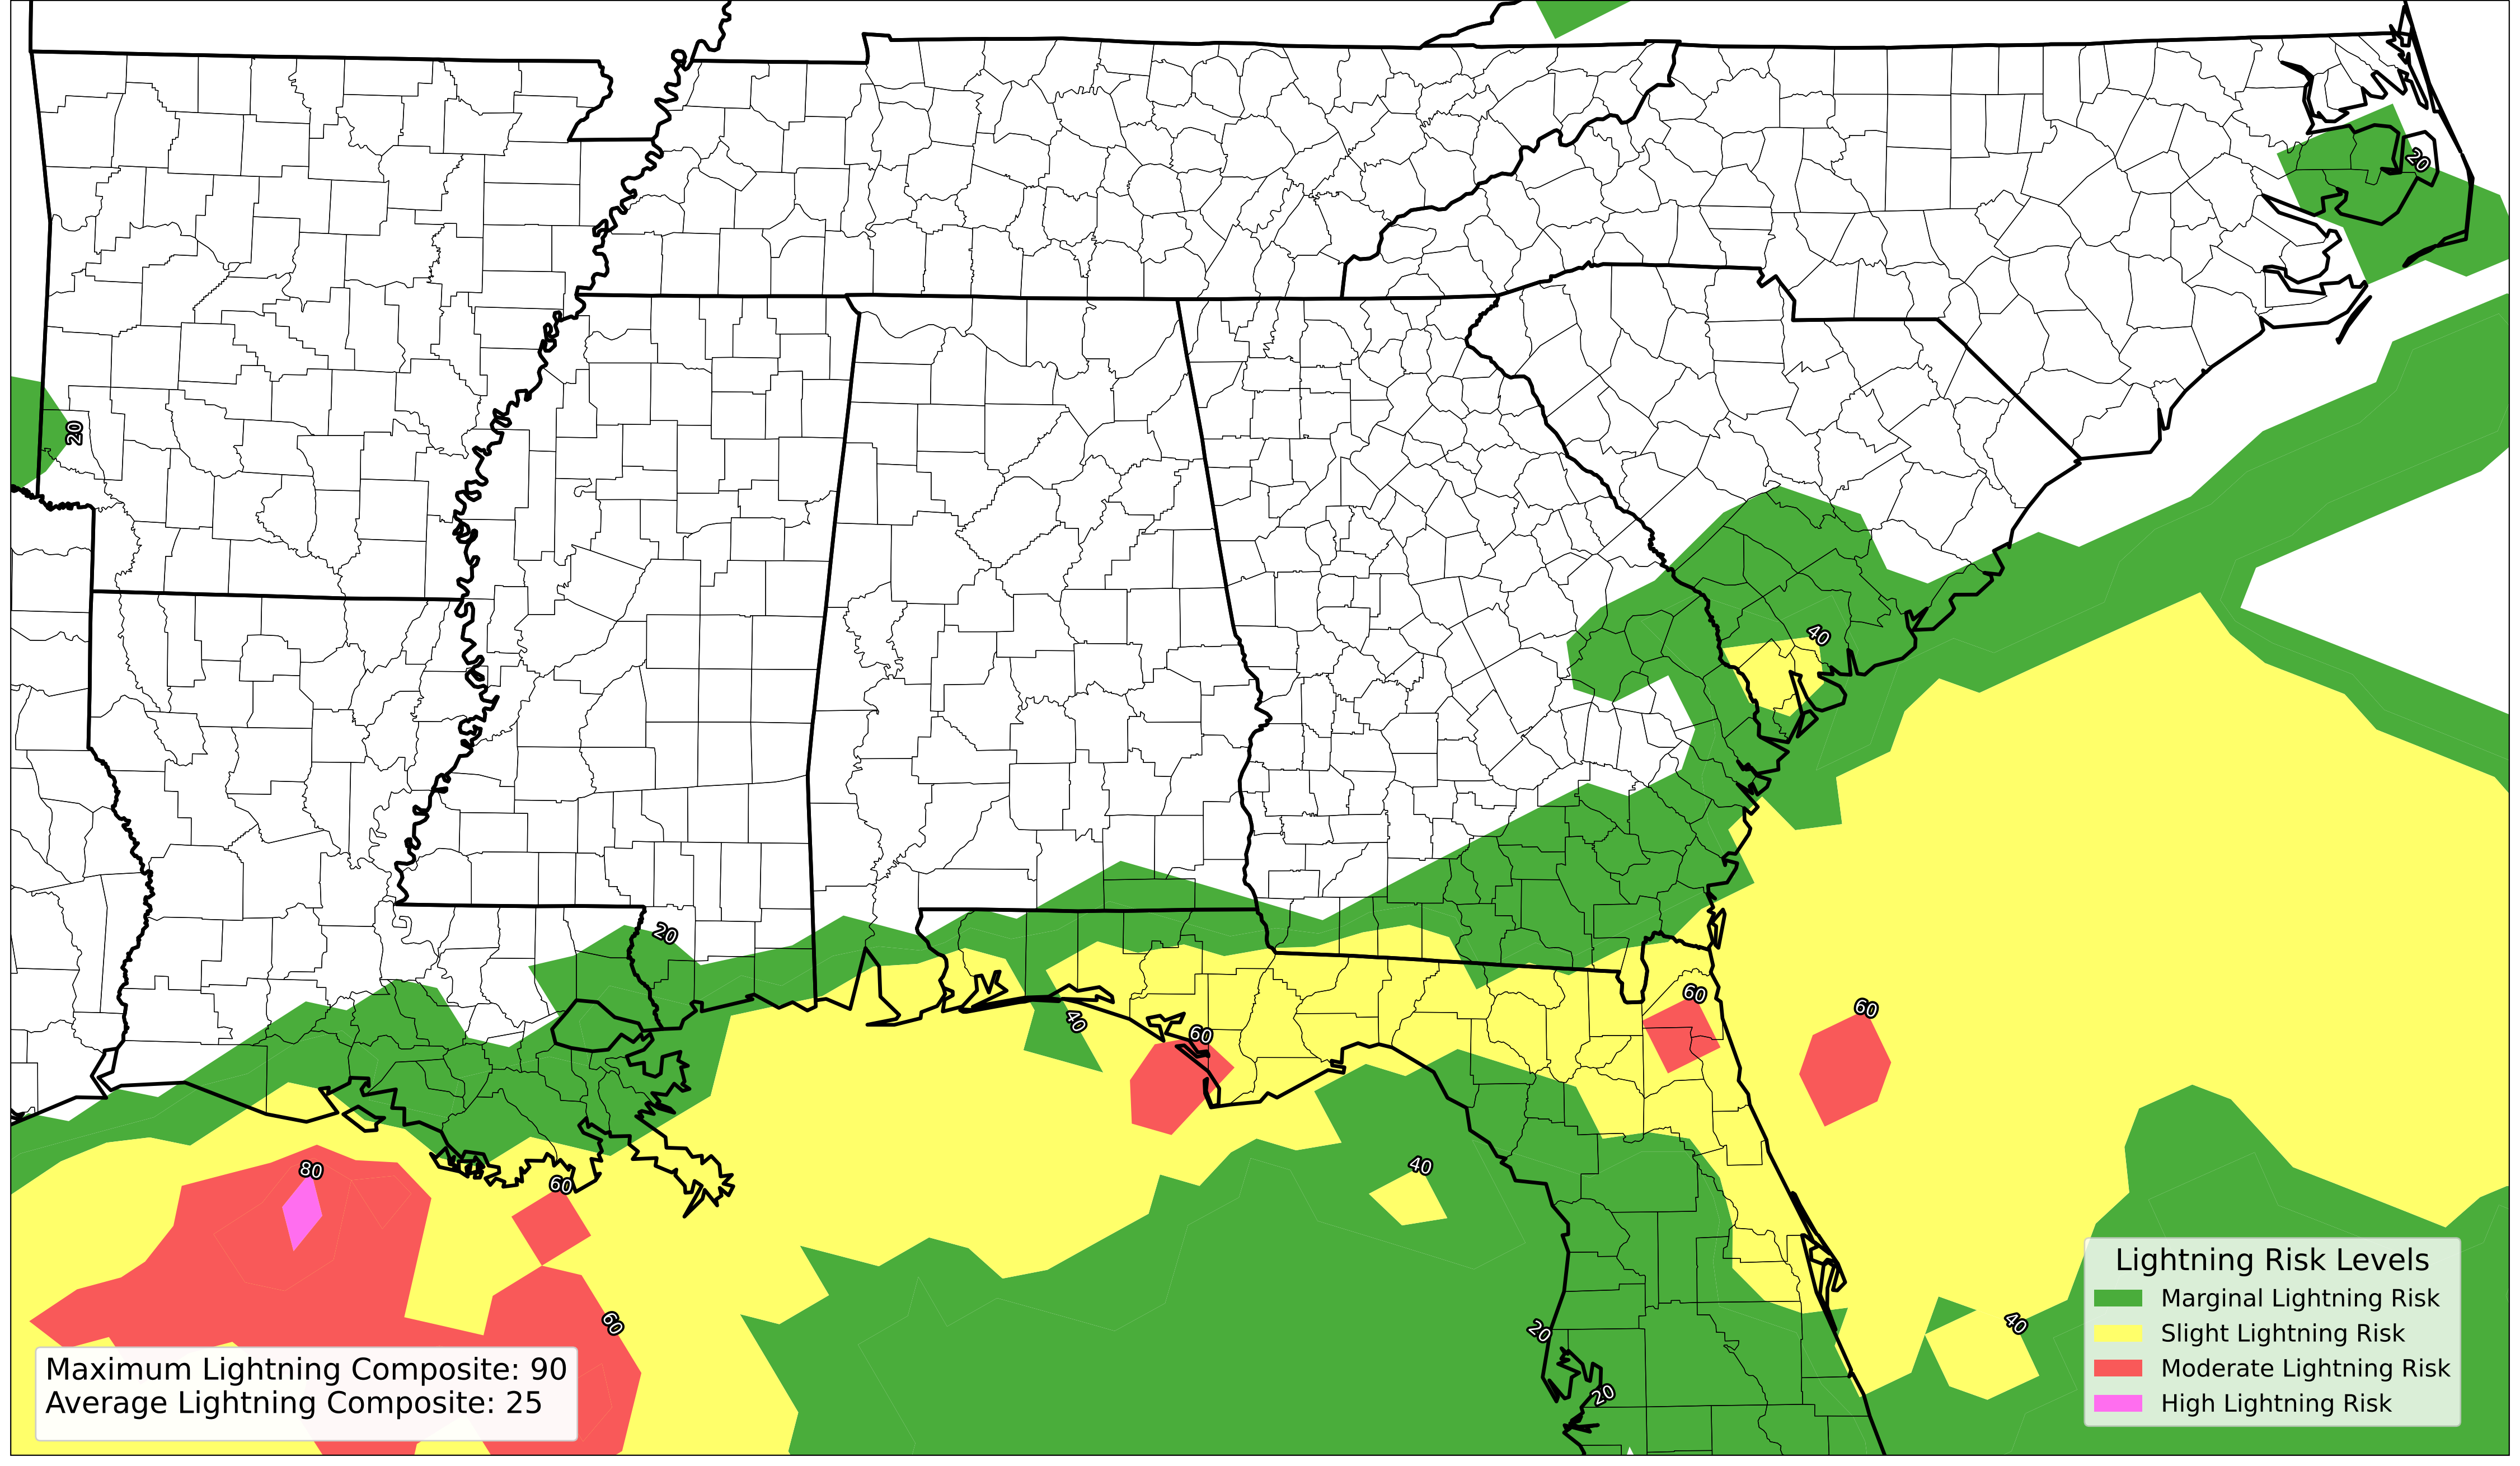 20
20
40
20
60
60
60
40
80
60
40
60
20
40
20
Maximum Lightning Composite: 90
Average Lightning Composite: 25
Lightning Risk Levels
Marginal Lightning Risk
Slight Lightning Risk
Moderate Lightning Risk
High Lightning Risk